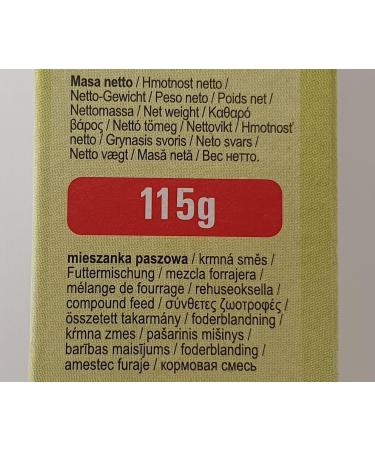 Masa netto / Hmotnost netto /
Netto-Gewicht / Peso neto / Poids net /
Nettomassa / Net weight / Καθαρό
βάρος / Nettó tömeg / Nettovikt / Hmotnosť
netto / Grynasis svoris / Neto svars /
Netto vægt / Masă netă / Вес нетто.
115g
mieszanka paszowa / krmná směs /
Futtermischung / mezcla forrajera /
mélange de fourrage / rehuseoksella /
compound feed / σύνθετες ζωοτροφές /
összetett takarmány / foderblandning /
kŕmna zmes / pašarinis mišinys /
barības maisījums / foderblanding /
amestec furaje / кормовая смесь